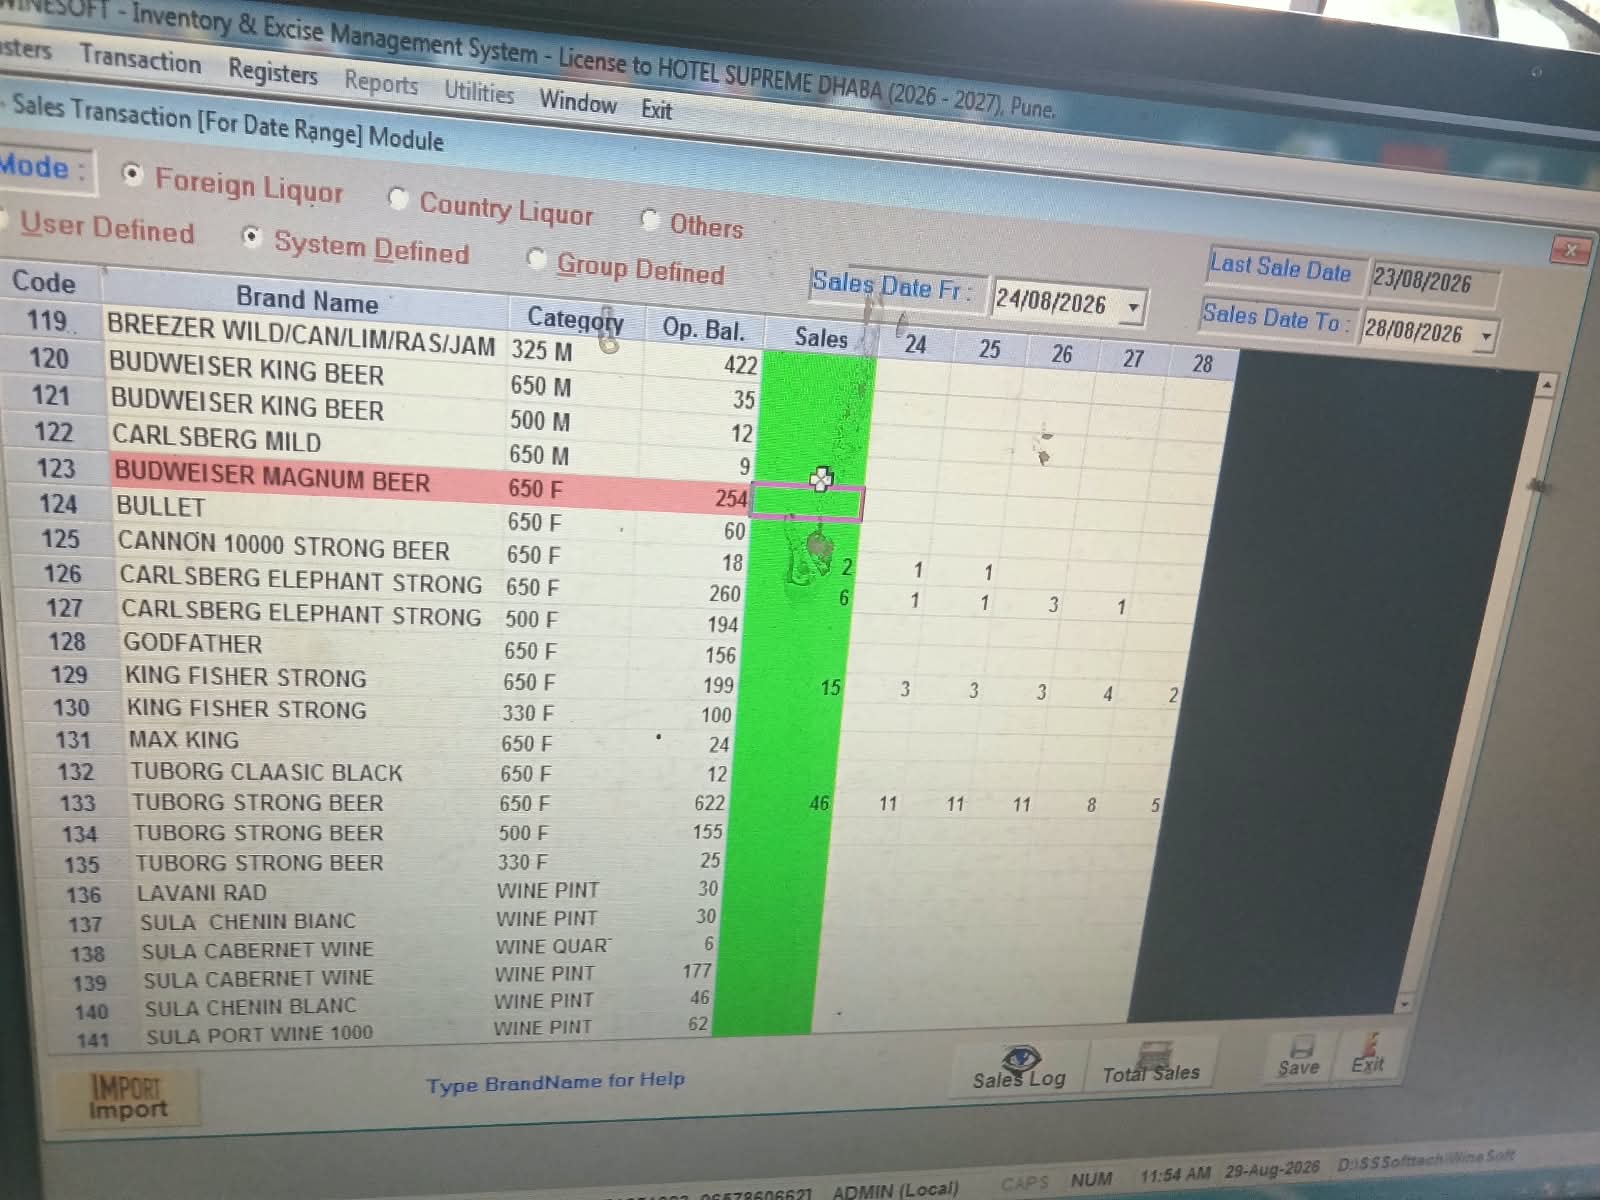 WINESOFT - Inventory & Excise Management System - License to HOTEL SUPREME DHABA (2026 - 2027), Pune.
Transaction Registers Reports Utilities Window Exit
Sales Transaction [For Date Range] Module
Mode : Foreign Liquor Country Liquor Others
User Defined System Defined Group Defined
Last Sale Date 23/08/2026
Sales Date Fr : 24/08/2026 Sales Date To : 28/08/2026
Code Brand Name Category Op. Bal. Sales 24 25 26 27 28
119 BREEZER WILD/CAN/LIM/RAS/JAM 325 M 422
120 BUDWEISER KING BEER 650 M 35
121 BUDWEISER KING BEER 500 M 12
122 CARLSBERG MILD 650 M 9
123 BUDWEISER MAGNUM BEER 650 F 254
124 BULLET 650 F 60
125 CANNON 10000 STRONG BEER 650 F 18 2 1 1
126 CARLSBERG ELEPHANT STRONG 650 F 260 6 1 1 3 1
127 CARLSBERG ELEPHANT STRONG 500 F 194
128 GODFATHER 650 F 156
129 KING FISHER STRONG 650 F 199 15 3 3 3 4 2
130 KING FISHER STRONG 330 F 100
131 MAX KING 650 F 24
132 TUBORG CLAASIC BLACK 650 F 12
133 TUBORG STRONG BEER 650 F 622 46 11 11 11 8 5
134 TUBORG STRONG BEER 500 F 155
135 TUBORG STRONG BEER 330 F 25
136 LAVANI RAD WINE PINT 30
137 SULA CHENIN BIANC WINE PINT 30
138 SULA CABERNET WINE WINE QUAR 6
139 SULA CABERNET WINE WINE PINT 177
140 SULA CHENIN BLANC WINE PINT 46
141 SULA PORT WINE 1000 WINE PINT 62
IMPORT
Import
Type BrandName for Help
Sales Log Total Sales Save Exit
ADMIN (Local) CAPS NUM 11:54 AM 29-Aug-2026 D:\SSSofttech\WineSoft